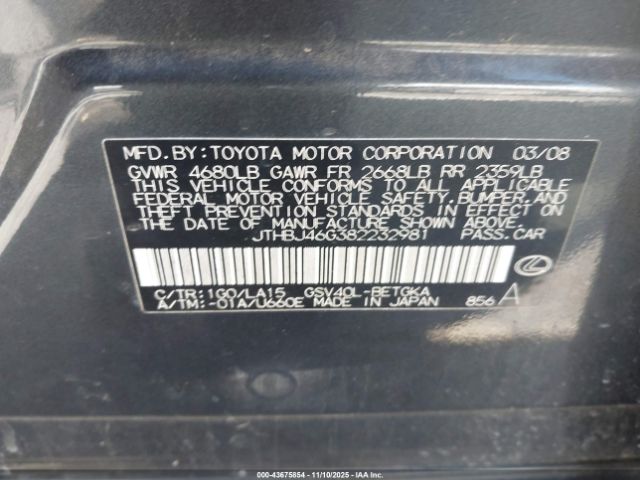 MFD.BY:TOYOTA MOTOR CORPORATION 03/08
GVWR 4680LB GAWR FR 2668LB RR 2359LB
THIS VEHICLE CONFORMS TO ALL APPLICABLE
FEDERAL MOTOR VEHICLE SAFETY,BUMPER,AND
THEFT PREVENTION STANDARDS IN EFFECT ON
THE DATE OF MANUFACTURE SHOWN ABOVE.
JTHBJ46G382232981 PASS.CAR
C/TR:1G0/LA15 GSV40L-BETGKA
A/TM:-01A/U660E MADE IN JAPAN 856 A
000-43675854 - 11/10/2025 - IAA Inc.